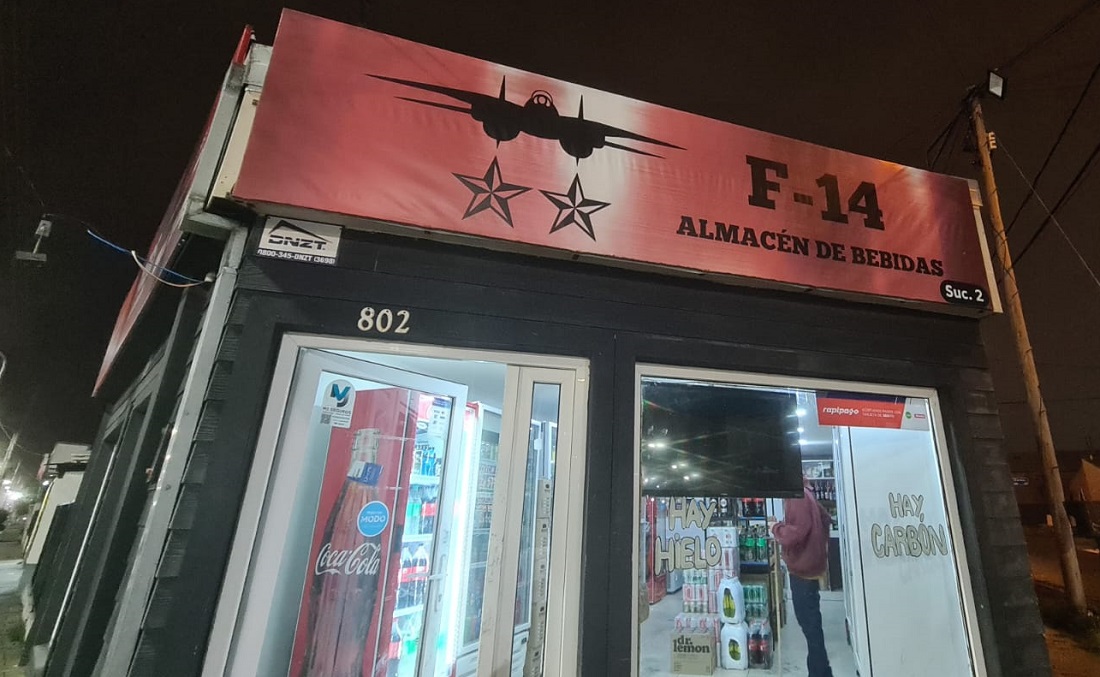 F-14
ALMACÉN DE BEBIDAS
Suc. 2
DNZT
0800-345-DNZT (3698)
802
MODO
Coca-Cola
rapipago
HAY
HIELO
HAY
CARBÓN
dr.
lemon